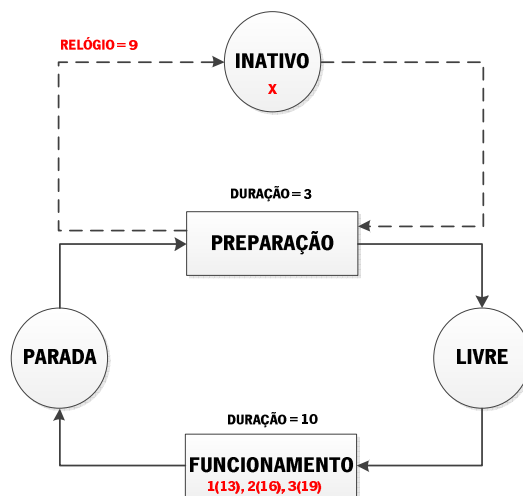 RELÓGIO = 9
INATIVO
X
DURAÇÃO = 3
PREPARAÇÃO
PARADA
LIVRE
DURAÇÃO = 10
FUNCIONAMENTO
1(13), 2(16), 3(19)